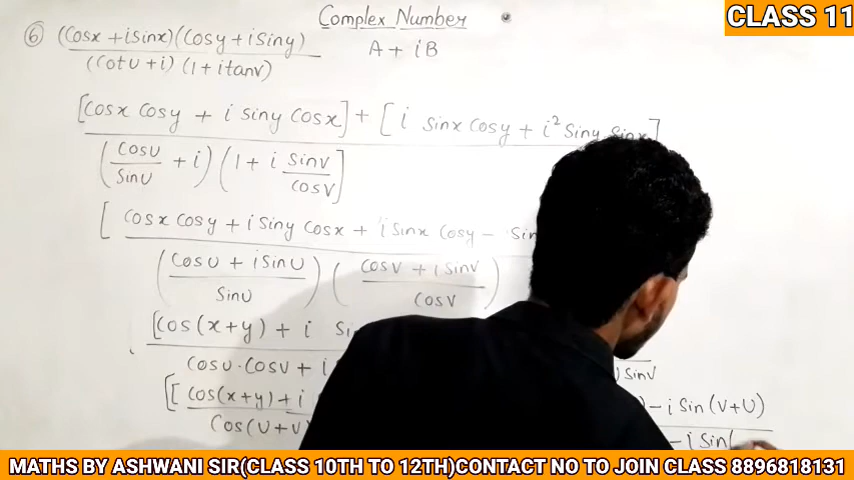 Complex Number
CLASS 11
⑥ (Cosx + iSinx)(Cosy + iSiny) A + iB
(Cotu + i) (1 + itanv)
[Cosx Cosy + i Siny Cosx] + [i Sinx Cosy + i² Siny Sinx]
(CosU/SinU + i) (1 + i Sinv/CosV]
[ Cosx Cosy + i Siny Cosx + i Sinx Cosy −
(CosU + iSinU / SinU) (CosV + iSinV / CosV)
[Cos(x+y) + i
CosU·CosV + i SinV
[[ Cos(x+y) + i − i Sin(V+U)
Cos(U+V) − i Sin(
MATHS BY ASHWANI SIR(CLASS 10TH TO 12TH)CONTACT NO TO JOIN CLASS 8896818131